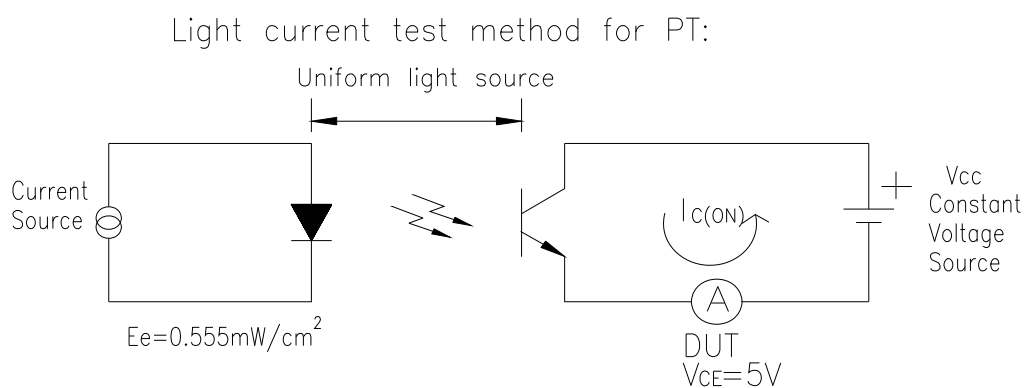 Light current test method for PT:
Uniform light source
Current
Source
IC(ON)
+
Vcc
Constant
Voltage
Source
A
Ee=0.555mW/cm²
DUT
VCE=5V